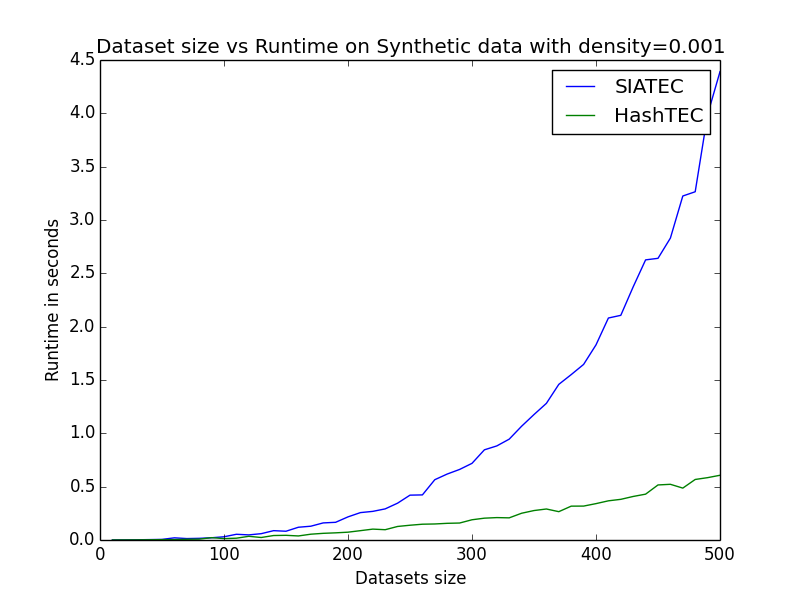 Dataset size vs Runtime on Synthetic data with density=0.001
SIATEC
HashTEC
Runtime in seconds
4.5
4.0
3.5
3.0
2.5
2.0
1.5
1.0
0.5
0.0
0 100 200 300 400 500
Datasets size